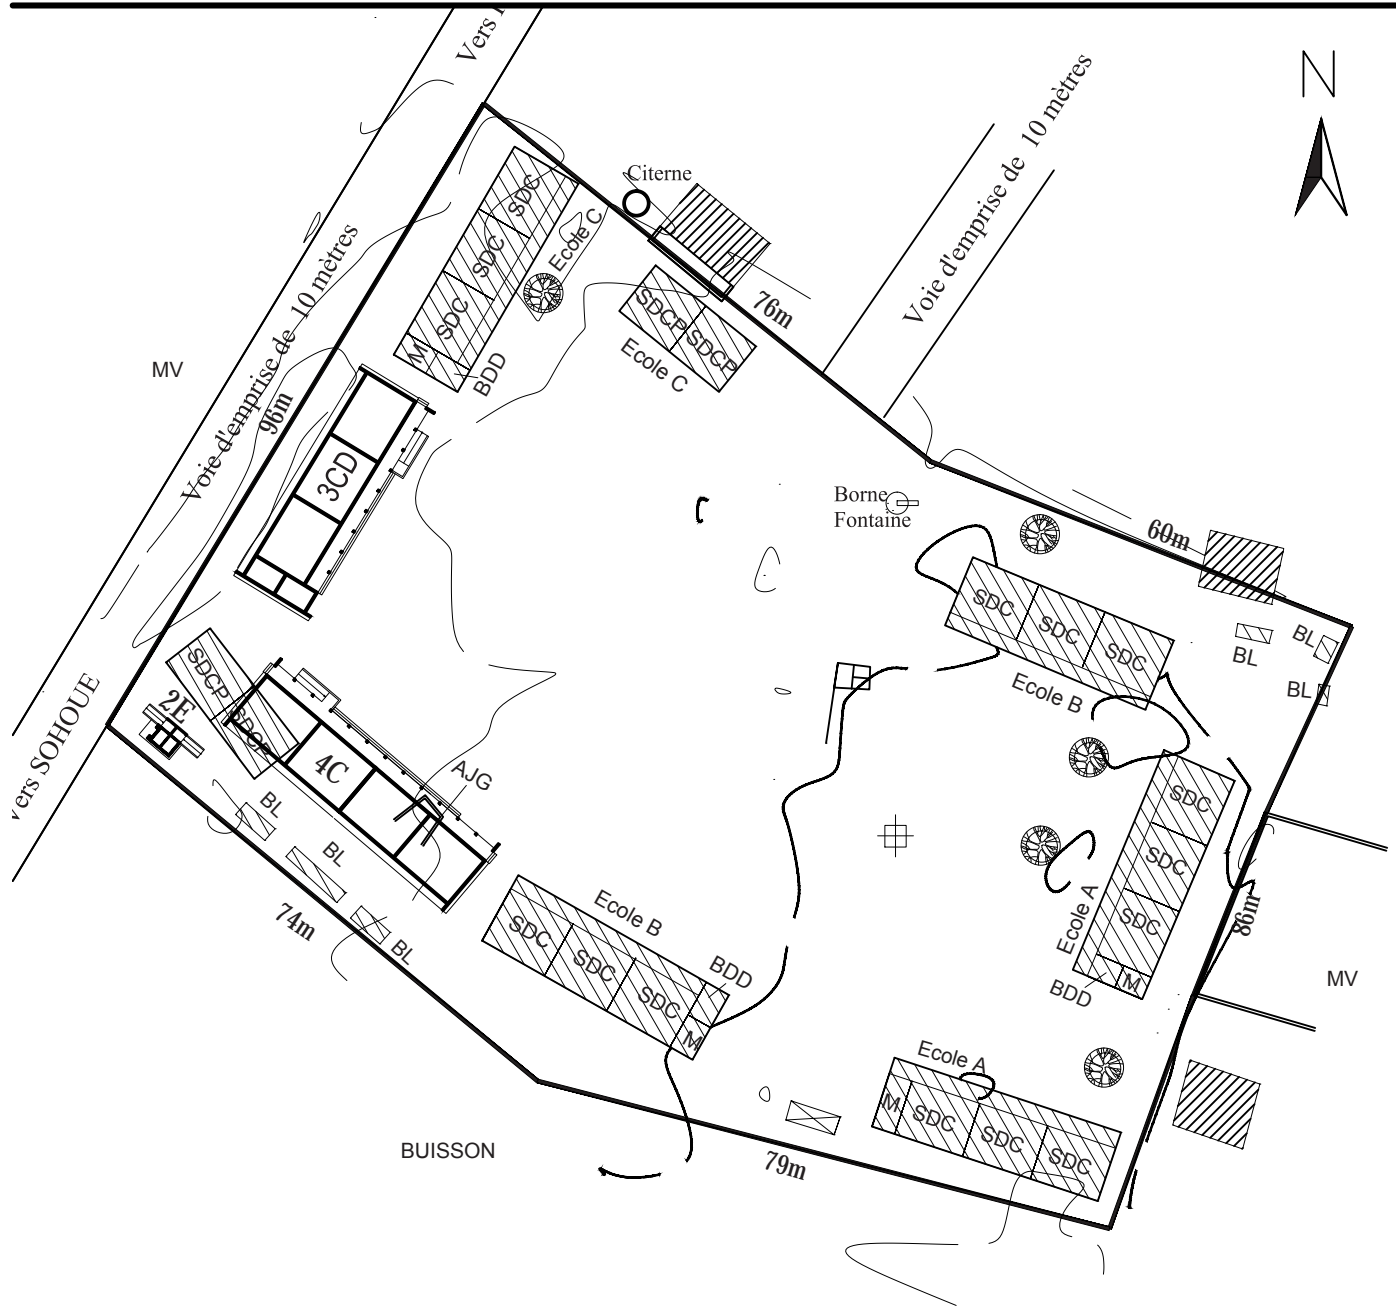 Vers
N
Voie d'emprise de 10 mètres
Citerne
SDC
SDC
SDC
M
Ecole C
BDD
SDCP
SDCP
Ecole C
76m
MV
Voie d'emprise de 10 mètres
96m
3CD
Borne
Fontaine
60m
SDC
SDC
SDC
Ecole B
BL
BL
BL
SDCP
SDCP
2E
4C
AJG
Vers SOHOUE
BL
BL
BL
74m
SDC
SDC
SDC
Ecole A
BDD
M
86m
MV
Ecole B
SDC
SDC
SDC
BDD
M
Ecole A
M
SDC
SDC
SDC
BUISSON
79m